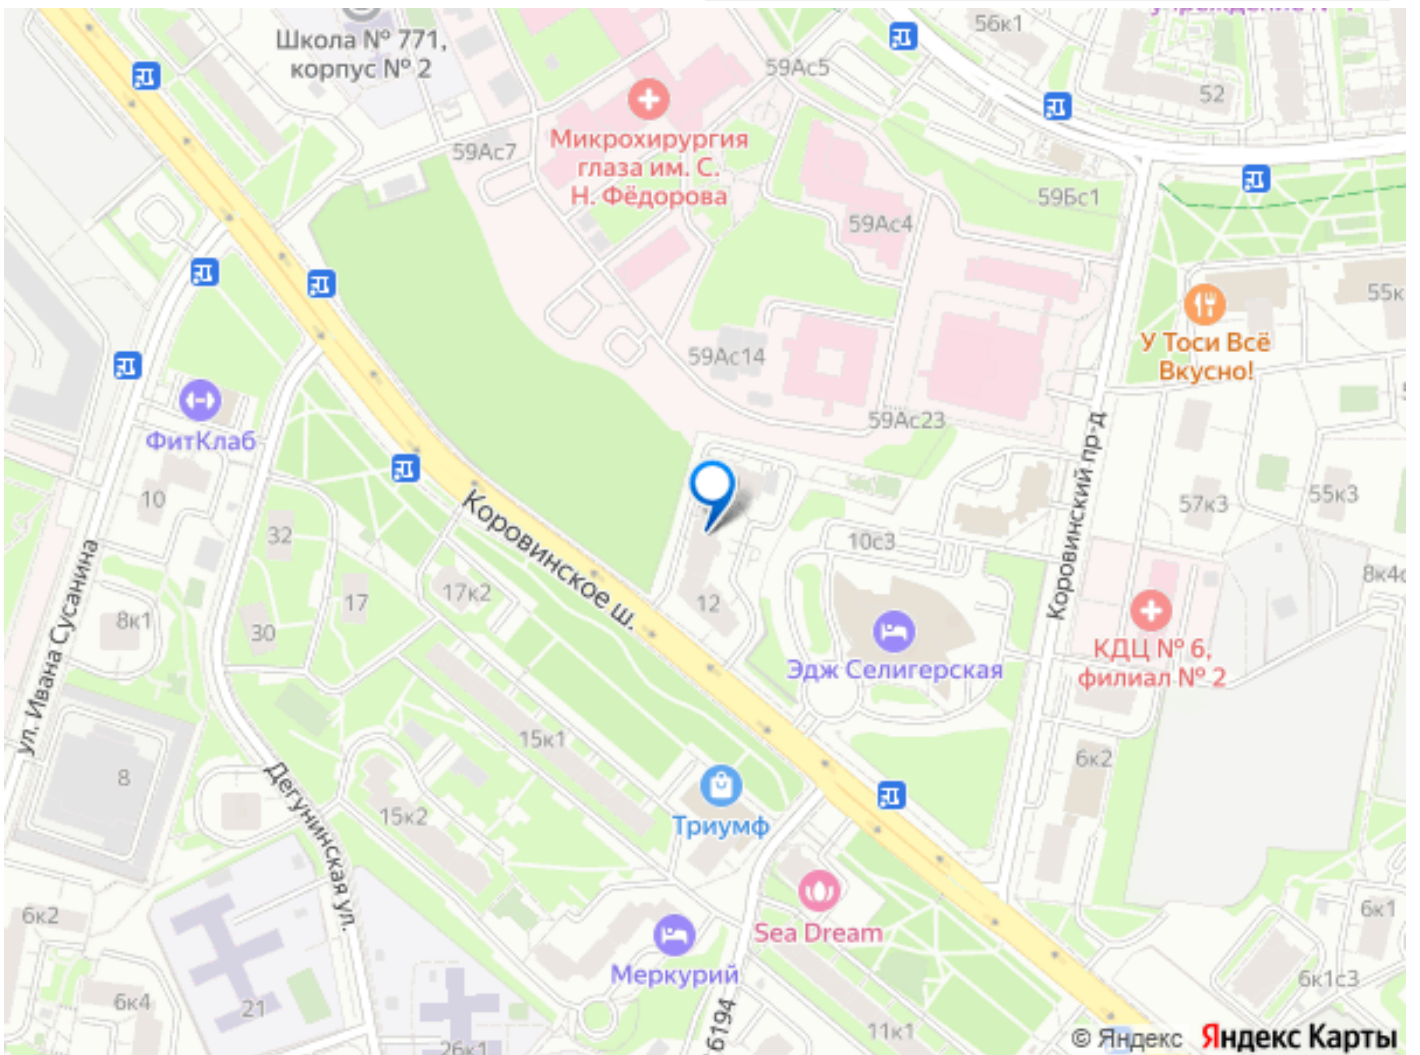 Школа № 771,
корпус № 2
56к1
59Ас5
52
Микрохирургия
глаза им. С.
Н. Фёдорова
59Ас7
59Бс1
59Ас4
55к
У Тоси Всё
Вкусно!
59Ас14
59Ас23
ФитКлаб
Коровинский пр-д
10
Коровинское ш.
57к3
55к3
32
10с3
ул. Ивана Сусанина
8к1
17
17к2
12
30
8к4с
Эдж Селигерская
КДЦ № 6,
филиал № 2
15к1
6к2
8
Дегунинская ул.
15к2
Триумф
6к2
Sea Dream
6к1
Меркурий
6к4
21
6к1с3
6194
11к1
26к1
© Яндекс Яндекс Карты